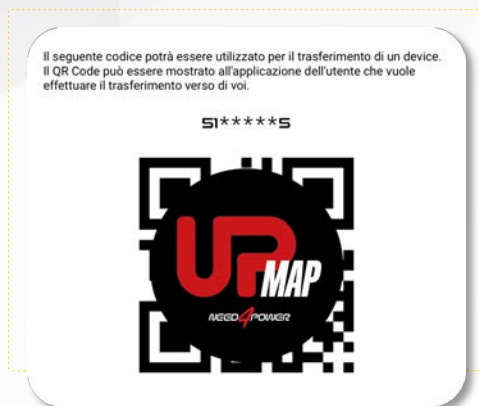 Il seguente codice potrà essere utilizzato per il trasferimento di un device.
Il QR Code può essere mostrato all'applicazione dell'utente che vuole
effettuare il trasferimento verso di voi.
51*****5
UP
MAP
NEED4POWER